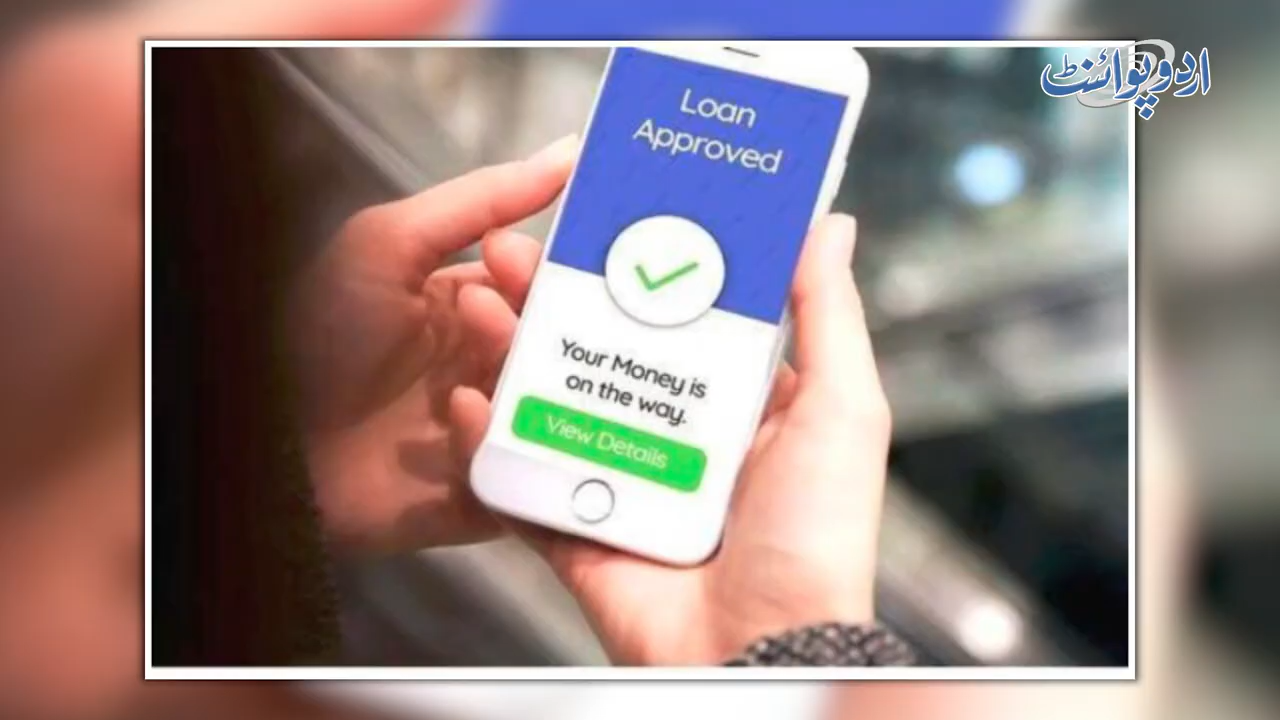 اردو پوائنٹ
Loan
Approved
Your Money is
on the way.
View Details